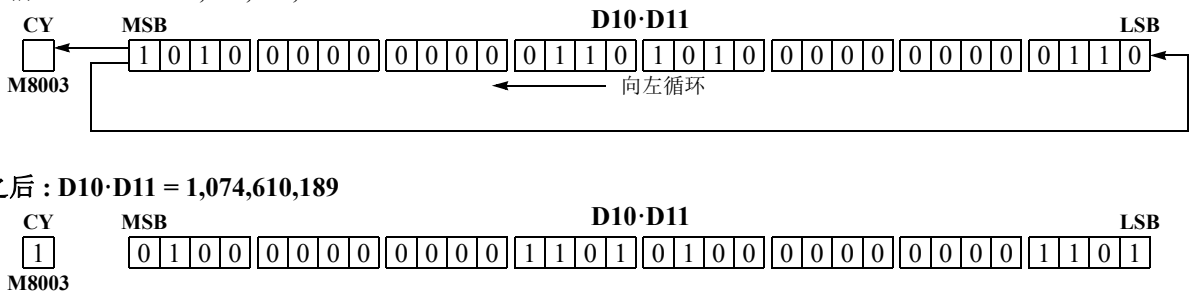 CY MSB D10·D11 LSB
1 0 1 0 0 0 0 0 0 0 0 0 0 1 1 0 1 0 1 0 0 0 0 0 0 0 0 0 0 1 1 0
M8003
向左循环
后 : D10·D11 = 1,074,610,189
CY MSB D10·D11 LSB
1 0 1 0 0 0 0 0 0 0 0 0 0 1 1 0 1 0 1 0 0 0 0 0 0 0 0 0 0 1 1 0 1
M8003